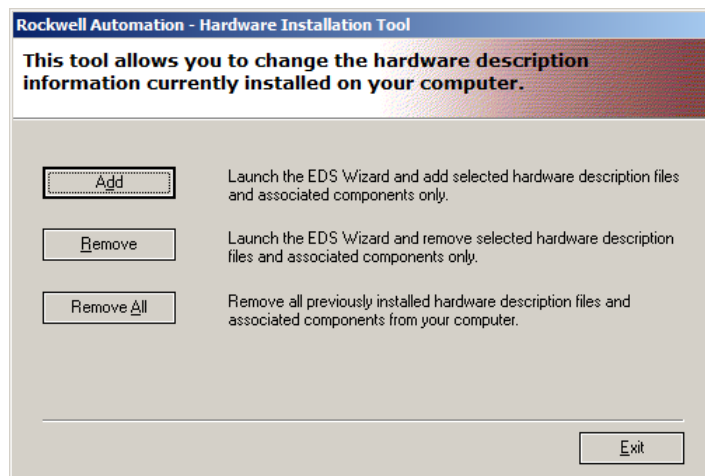 Rockwell Automation - Hardware Installation Tool
This tool allows you to change the hardware description
information currently installed on your computer.
Add
Launch the EDS Wizard and add selected hardware description files
and associated components only.
Remove
Launch the EDS Wizard and remove selected hardware description
files and associated components only.
Remove All
Remove all previously installed hardware description files and
associated components from your computer.
Exit